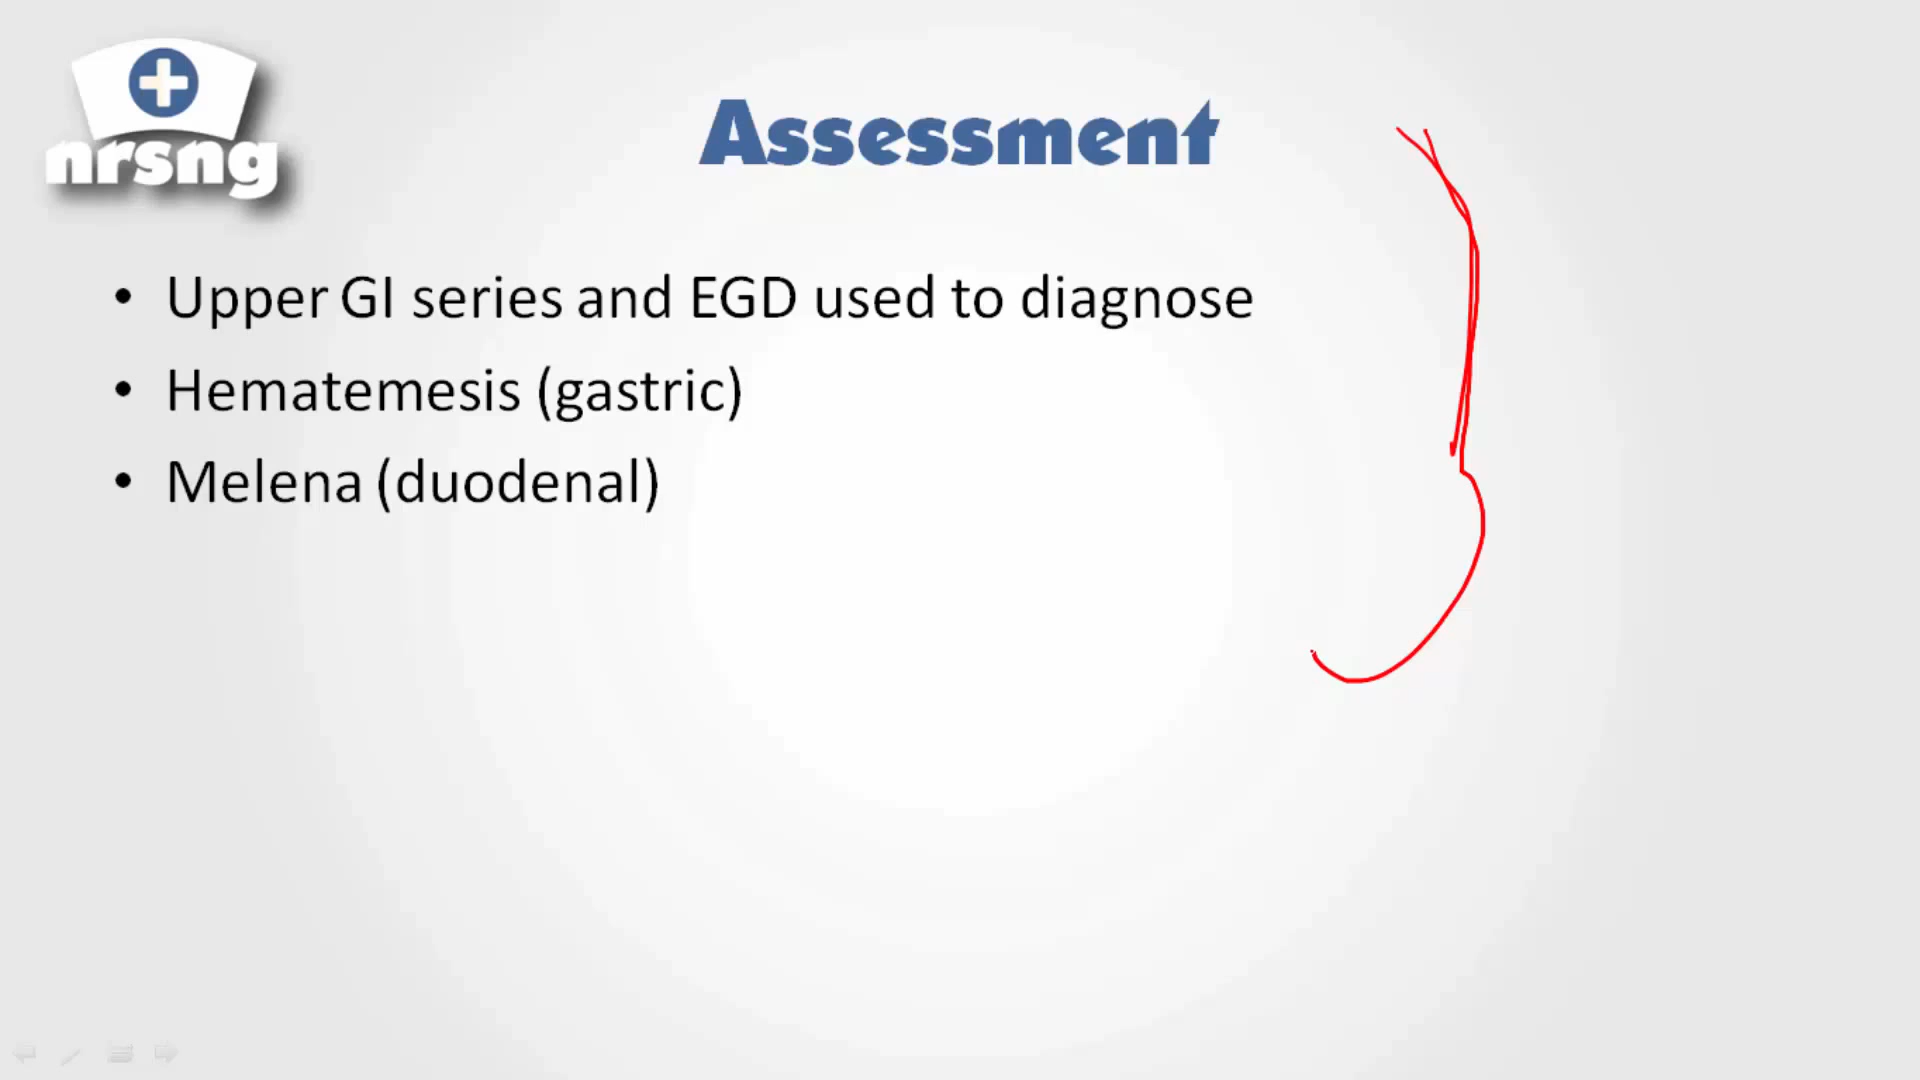 nrsng
Assessment
• Upper GI series and EGD used to diagnose
• Hematemesis (gastric)
• Melena (duodenal)